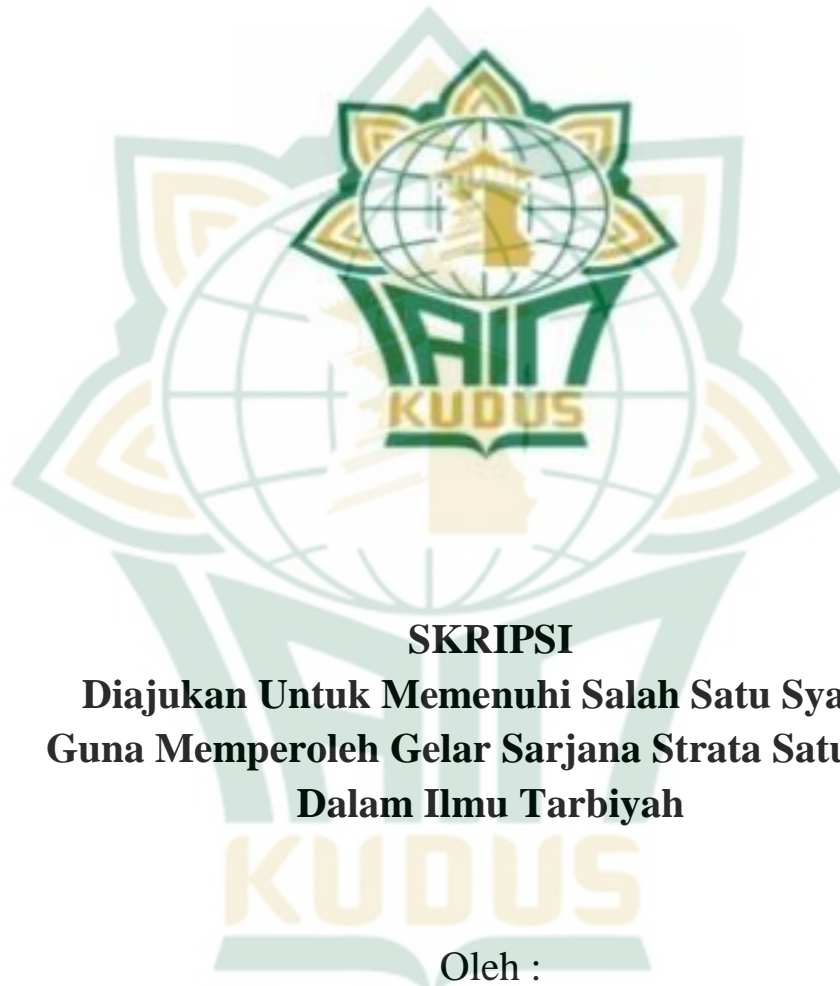 IAIN
KUDUS
SKRIPSI
Diajukan Untuk Memenuhi Salah Satu
Guna Memperoleh Gelar Sarjana Strata Satu
Dalam Ilmu Tarbiyah
KUDUS
Oleh :